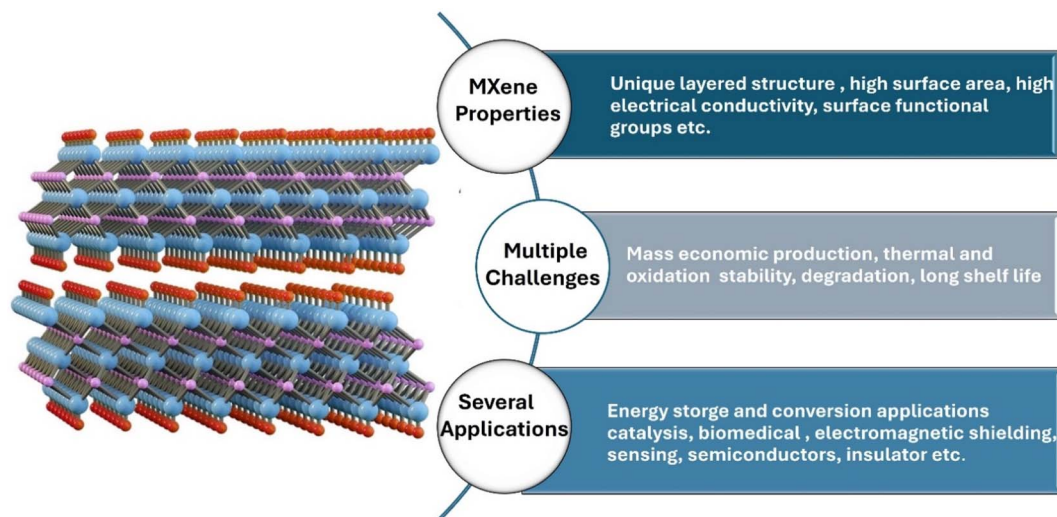 MXene
Properties
Unique layered structure , high surface area, high
electrical conductivity, surface functional
groups etc.
Multiple
Challenges
Mass economic production, thermal and
oxidation stability, degradation, long shelf life
Several
Applications
Energy storge and conversion applications
catalysis, biomedical , electromagnetic shielding,
sensing, semiconductors, insulator etc.